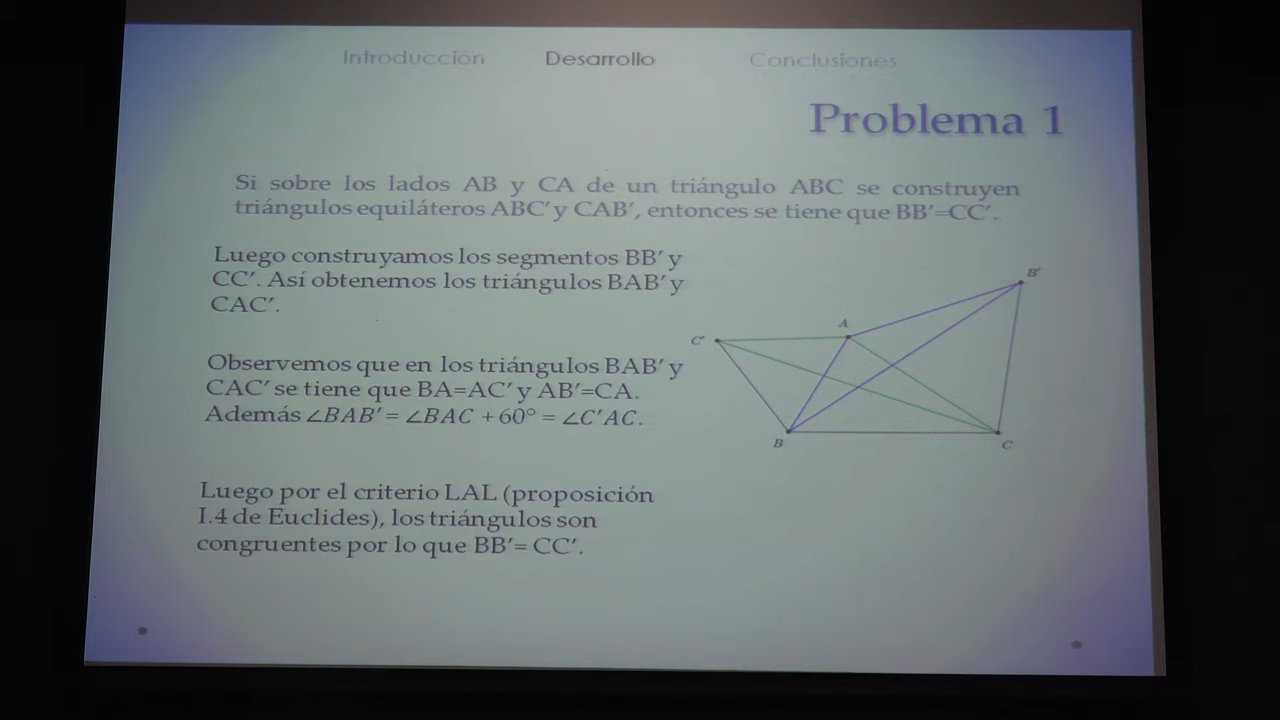 Introducción Desarrollo Conclusiones
Problema 1
Si sobre los lados AB y CA de un triángulo ABC se construyen
triángulos equiláteros ABC' y CAB', entonces se tiene que BB'=CC'.
Luego construyamos los segmentos BB' y
CC'. Así obtenemos los triángulos BAB' y
CAC'.
Observemos que en los triángulos BAB' y
CAC' se tiene que BA=AC' y AB'=CA.
Además ∠BAB' = ∠BAC + 60° = ∠C'AC.
Luego por el criterio LAL (proposición
I.4 de Euclides), los triángulos son
congruentes por lo que BB'= CC'.
B'
A
C'
B
C